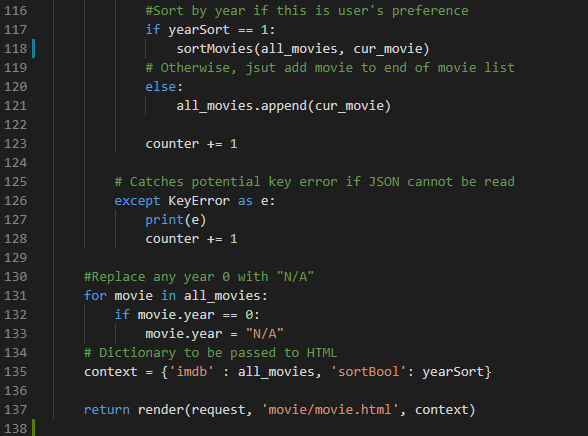 116 #Sort by year if this is user's preference
117 if yearSort == 1:
118 sortMovies(all_movies, cur_movie)
119 # Otherwise, jsut add movie to end of movie list
120 else:
121 all_movies.append(cur_movie)
122
123 counter += 1
124
125 # Catches potential key error if JSON cannot be read
126 except KeyError as e:
127 print(e)
128 counter += 1
129
130 #Replace any year 0 with "N/A"
131 for movie in all_movies:
132 if movie.year == 0:
133 movie.year = "N/A"
134 # Dictionary to be passed to HTML
135 context = {'imdb' : all_movies, 'sortBool': yearSort}
136
137 return render(request, 'movie/movie.html', context)
138